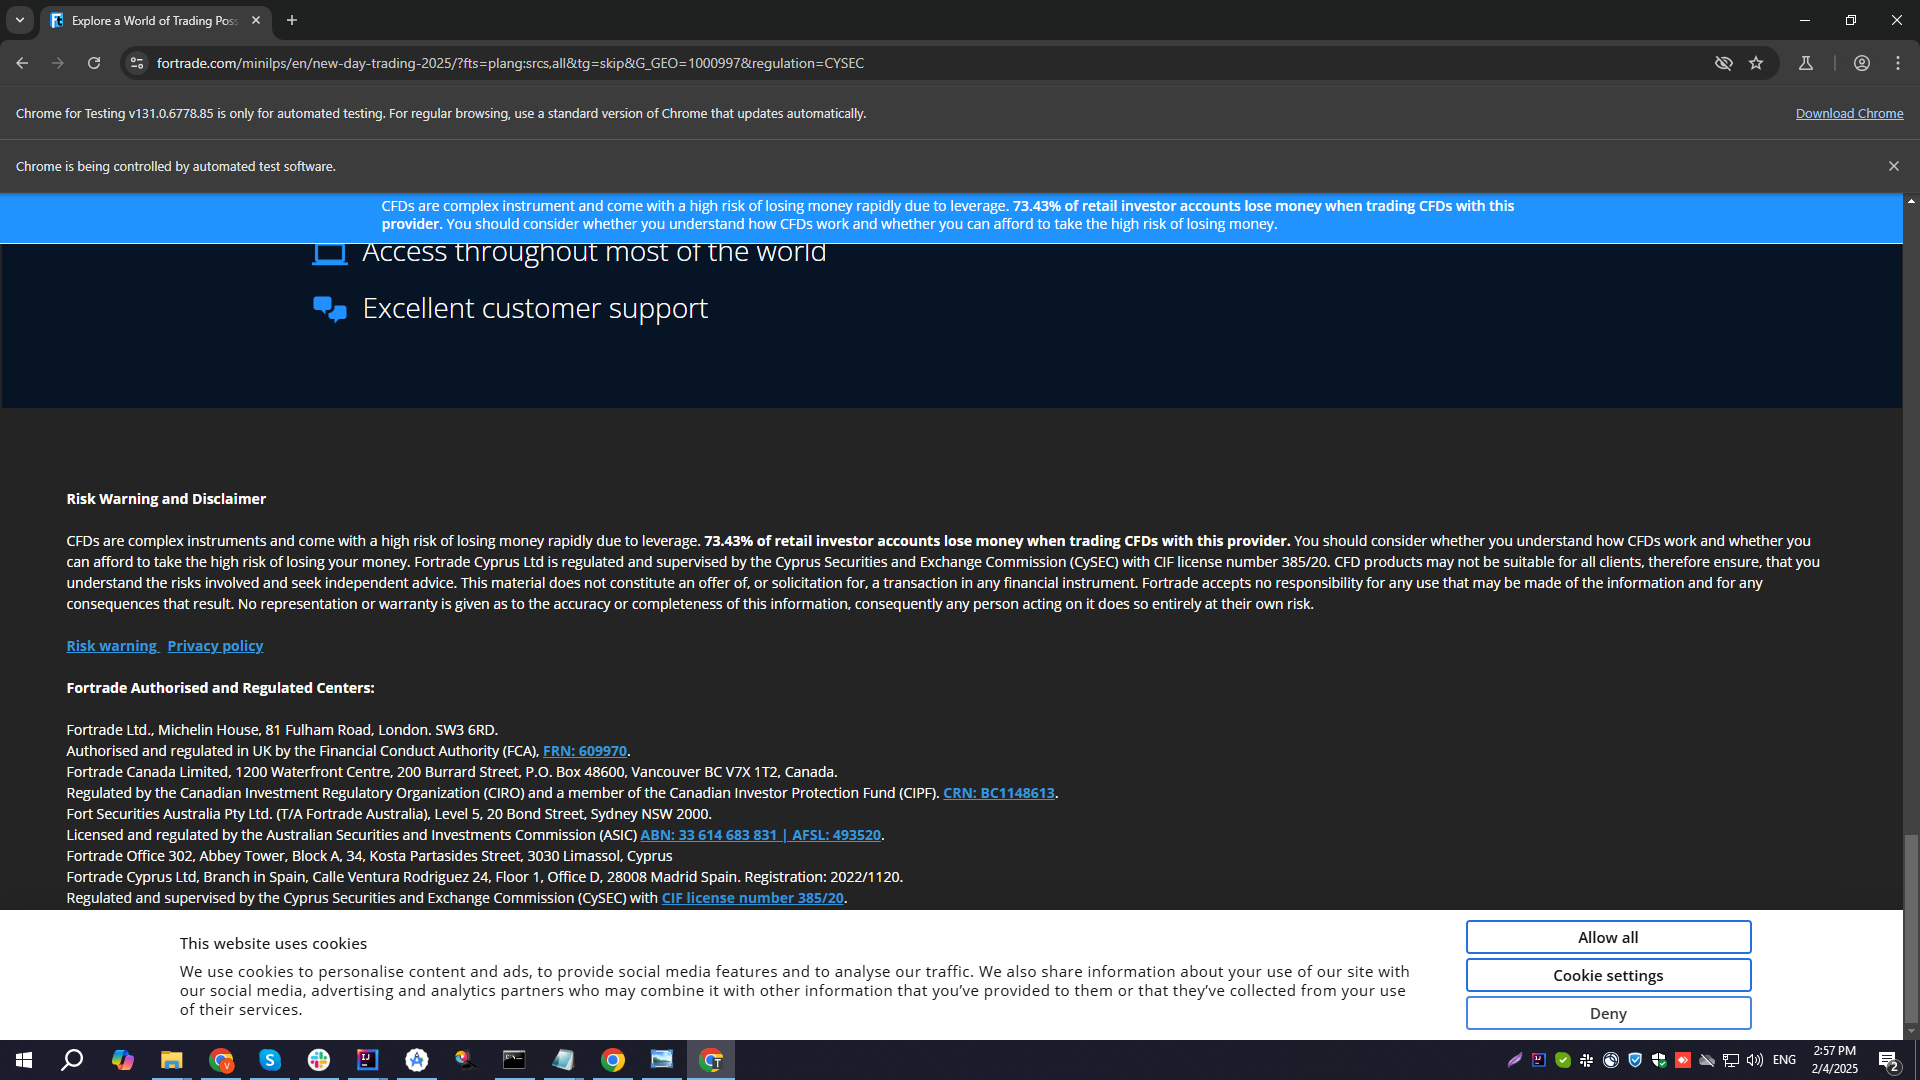 Explore a World of Trading Pos
fortrade.com/minilps/en/new-day-trading-2025/?fts=plang:srcs,all&tg=skip&G_GEO=1000997&regulation=CYSEC
Chrome for Testing v131.0.6778.85 is only for automated testing. For regular browsing, use a standard version of Chrome that updates automatically.
Download Chrome
Chrome is being controlled by automated test software.
CFDs are complex instrument and come with a high risk of losing money rapidly due to leverage. 73.43% of retail investor accounts lose money when trading CFDs with this
provider. You should consider whether you understand how CFDs work and whether you can afford to take the high risk of losing money.
Access throughout most of the world
Excellent customer support
Risk Warning and Disclaimer
CFDs are complex instruments and come with a high risk of losing money rapidly due to leverage. 73.43% of retail investor accounts lose money when trading CFDs with this provider. You should consider whether you understand how CFDs work and whether you
can afford to take the high risk of losing your money. Fortrade Cyprus Ltd is regulated and supervised by the Cyprus Securities and Exchange Commission (CySEC) with CIF license number 385/20. CFD products may not be suitable for all clients, therefore ensure, that you
understand the risks involved and seek independent advice. This material does not constitute an offer of, or solicitation for, a transaction in any financial instrument. Fortrade accepts no responsibility for any use that may be made of the information and for any
consequences that result. No representation or warranty is given as to the accuracy or completeness of this information, consequently any person acting on it does so entirely at their own risk.
Risk warning Privacy policy
Fortrade Authorised and Regulated Centers:
Fortrade Ltd., Michelin House, 81 Fulham Road, London. SW3 6RD.
Authorised and regulated in UK by the Financial Conduct Authority (FCA), FRN: 609970.
Fortrade Canada Limited, 1200 Waterfront Centre, 200 Burrard Street, P.O. Box 48600, Vancouver BC V7X 1T2, Canada.
Regulated by the Canadian Investment Regulatory Organization (CIRO) and a member of the Canadian Investor Protection Fund (CIPF). CRN: BC1148613.
Fort Securities Australia Pty Ltd. (T/A Fortrade Australia), Level 5, 20 Bond Street, Sydney NSW 2000.
Licensed and regulated by the Australian Securities and Investments Commission (ASIC) ABN: 33 614 683 831 | AFSL: 493520.
Fortrade Office 302, Abbey Tower, Block A, 34, Kosta Partasides Street, 3030 Limassol, Cyprus
Fortrade Cyprus Ltd, Branch in Spain, Calle Ventura Rodriguez 24, Floor 1, Office D, 28008 Madrid Spain. Registration: 2022/1120.
Regulated and supervised by the Cyprus Securities and Exchange Commission (CySEC) with CIF license number 385/20.
This website uses cookies
We use cookies to personalise content and ads, to provide social media features and to analyse our traffic. We also share information about your use of our site with
our social media, advertising and analytics partners who may combine it with other information that you've provided to them or that they've collected from your use
of their services.
Allow all
Cookie settings
Deny
ENG
2:57 PM
2/4/2025
2